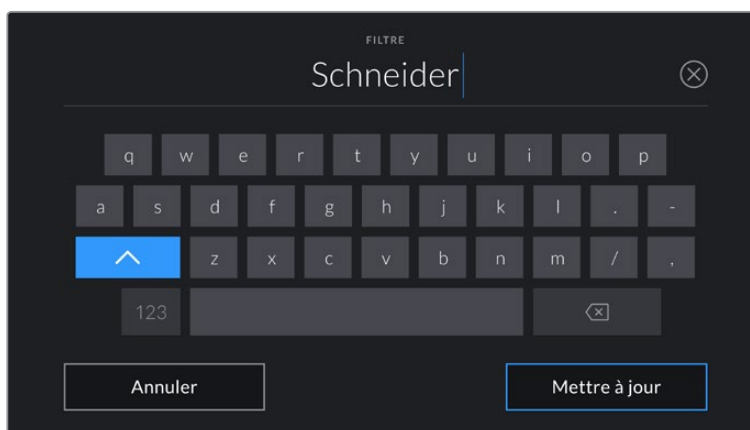 FILTRE
Schneider
q w e r t y u i o p
a s d f g h j k l . -
z x c v b n m / ,
123
Annuler Mettre à jour